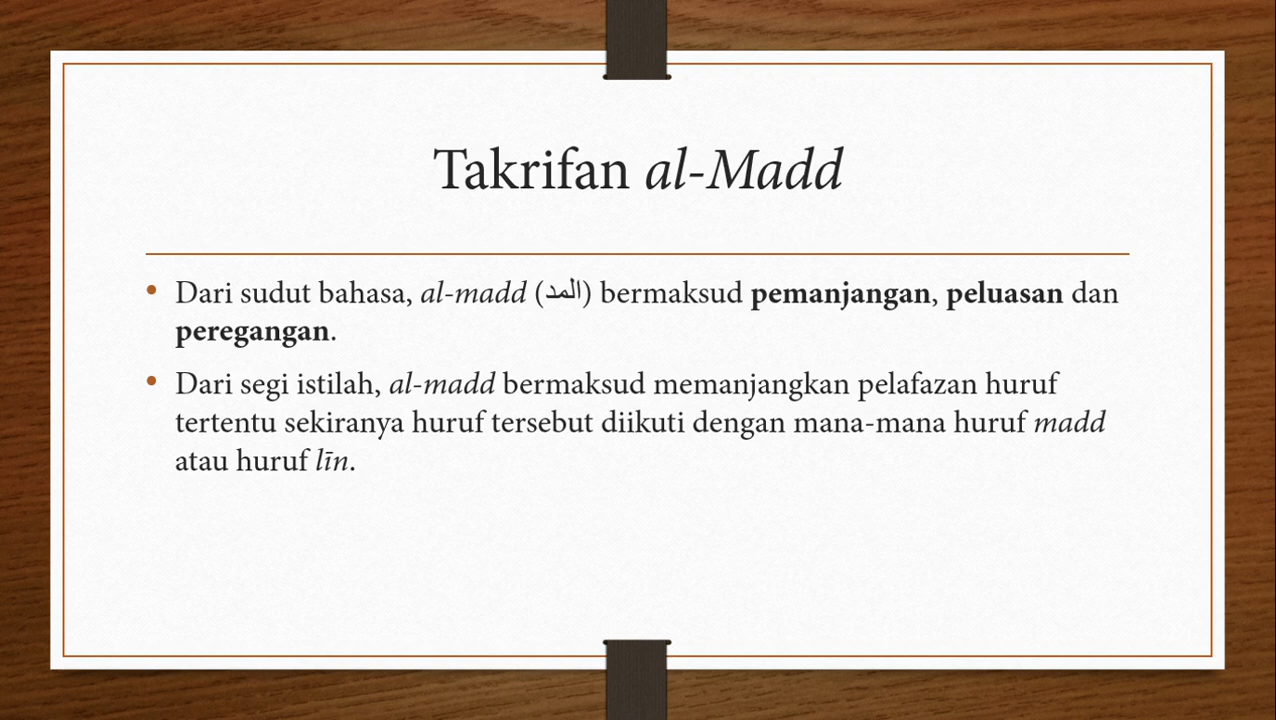 Takrifan al-Madd
• Dari sudut bahasa, al-madd (المد) bermaksud pemanjangan, peluasan dan
peregangan.
• Dari segi istilah, al-madd bermaksud memanjangkan pelafazan huruf
tertentu sekiranya huruf tersebut diikuti dengan mana-mana huruf madd
atau huruf līn.